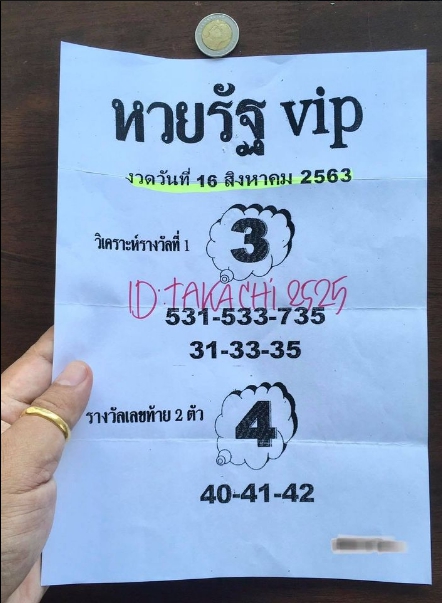 หวยรัฐ vip
งวดวันที่ 16 สิงหาคม 2563
วิเคราะห์รางวัลที่ 1 3
ID:TAKACHi 2525
531-533-735
31-33-35
รางวัลเลขท้าย 2 ตัว 4
40-41-42